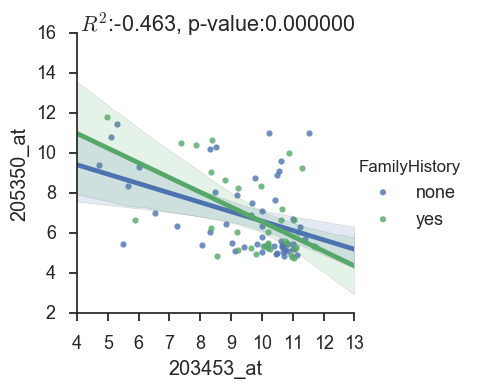 R²:-0.463, p-value:0.000000
16
14
12
10
8
6
4
2
205350_at
4 5 6 7 8 9 10 11 12 13
203453_at
FamilyHistory
none
yes